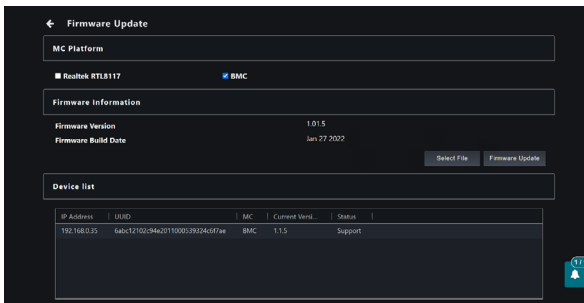 Firmware Update
MC Platform
Realtek RTL8117 BMC
Firmware Information
Firmware Version 1.01.5
Firmware Build Date Jan 27 2022
Select File Firmware Update
Device list
IP Address UUID MC Current Versi... Status
192.168.0.35 6abc12102c94e2011000539324c6f7ae BMC 1.1.5 Support